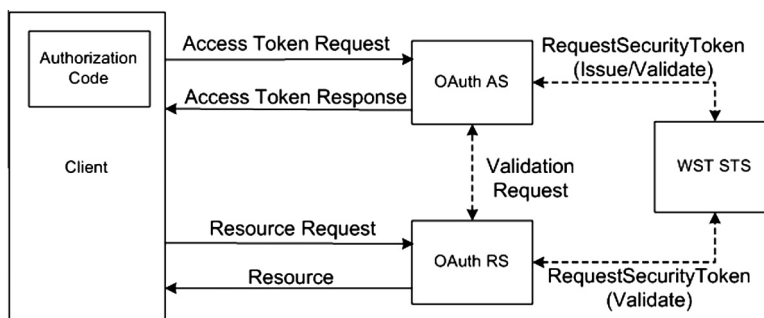 Authorization
Code
Client
Access Token Request
Access Token Response
OAuth AS
RequestSecurityToken
(Issue/Validate)
Validation
Request
WST STS
Resource Request
Resource
OAuth RS
RequestSecurityToken
(Validate)